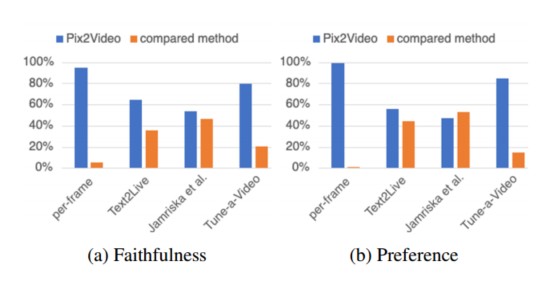 Pix2Video compared method
100%
80%
60%
40%
20%
0%
per-frame
Text2Live
Jamriska et al.
Tune-a-Video
(a) Faithfulness
Pix2Video compared method
100%
80%
60%
40%
20%
0%
per-frame
Text2Live
Jamriska et al.
Tune-a-Video
(b) Preference